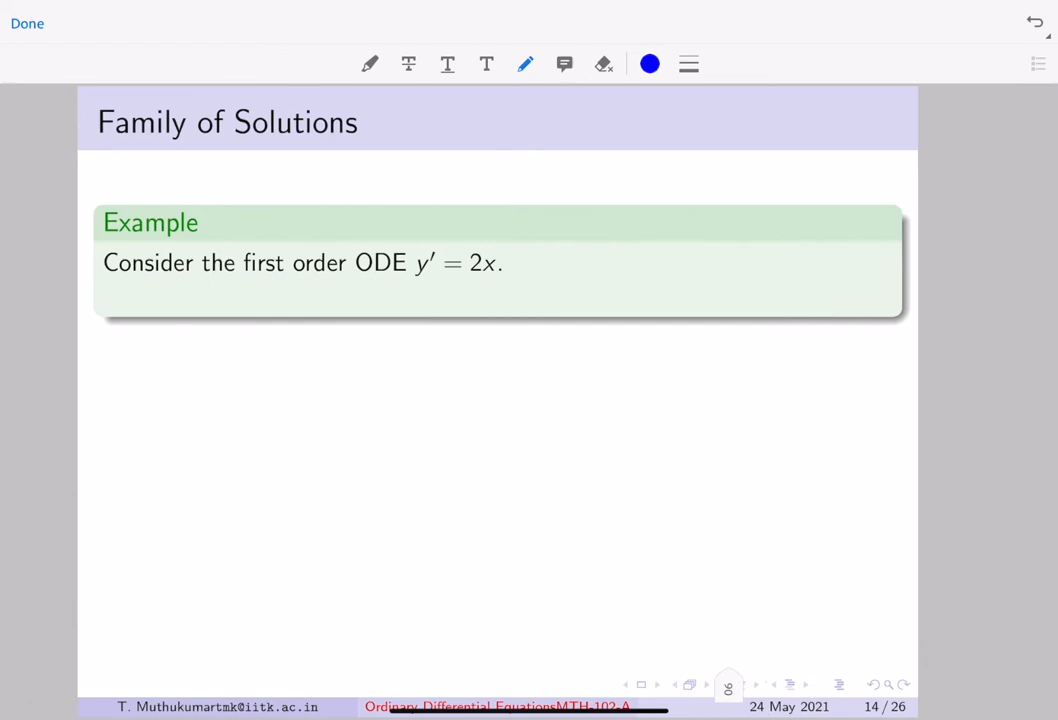 Done
T T T
Family of Solutions
Example
Consider the first order ODE y′ = 2x.
90
T. Muthukumartmk@iitk.ac.in Ordinary Differential EquationsMTH-102-A 24 May 2021 14 / 26